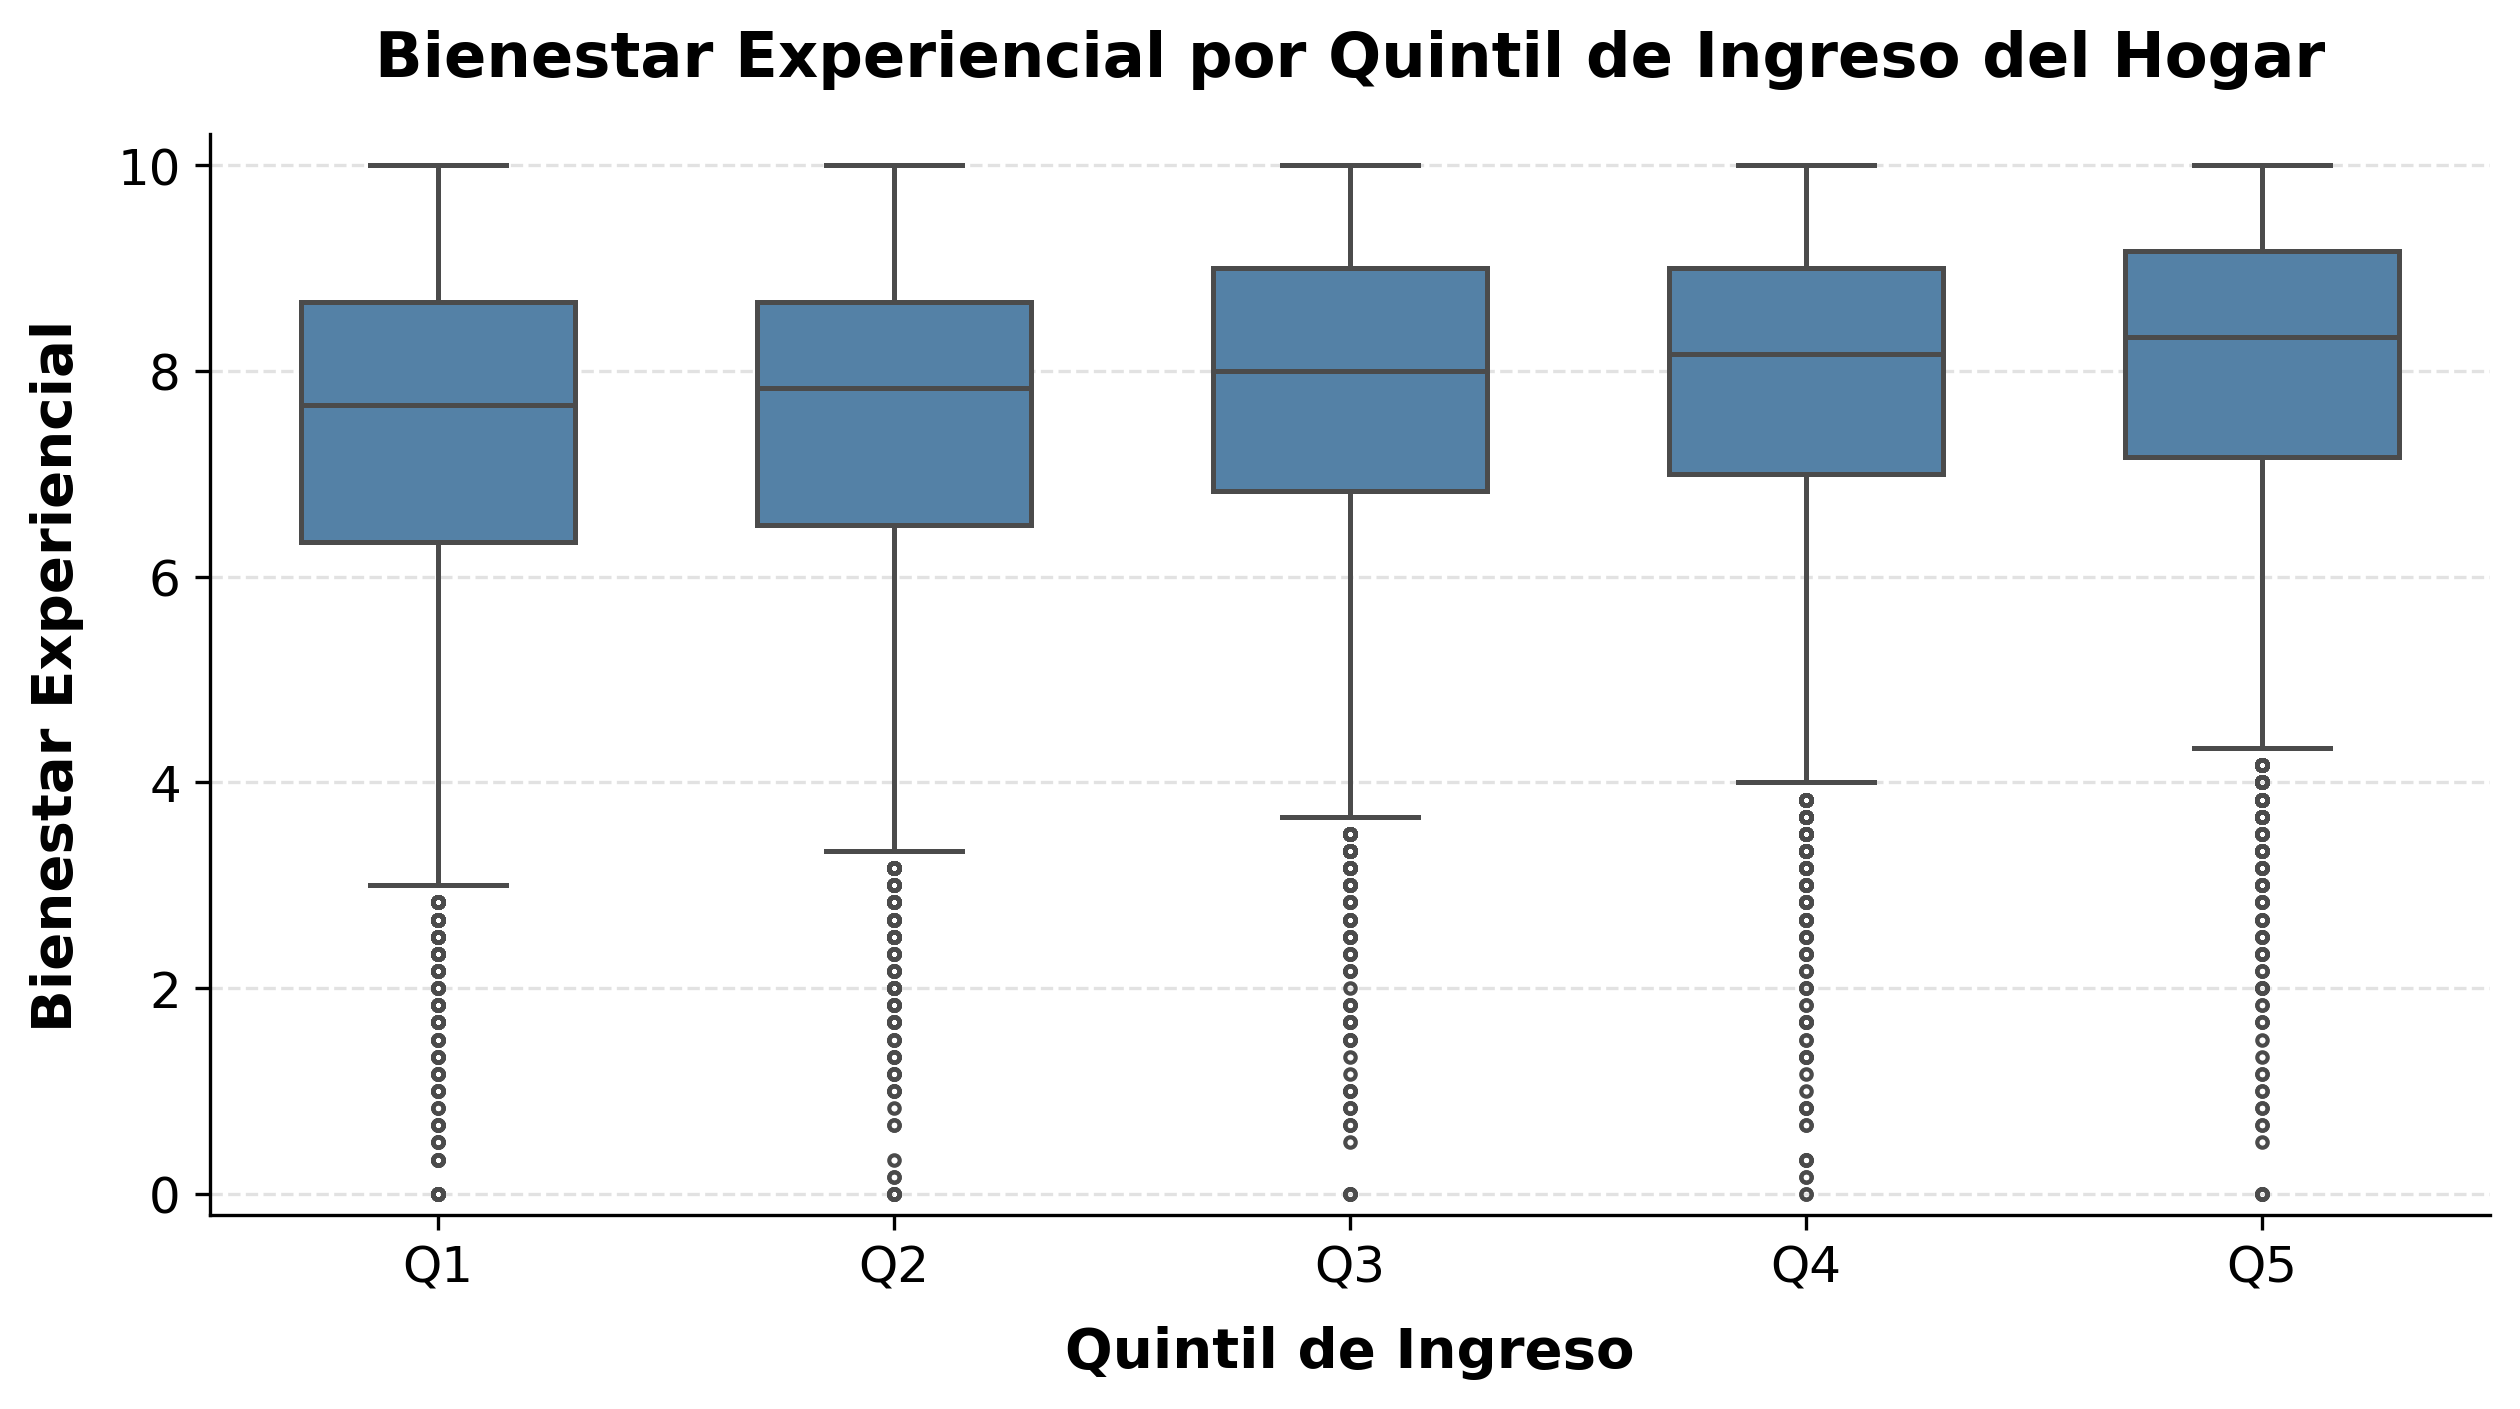 Bienestar Experiencial por Quintil de Ingreso del Hogar
Bienestar Experiencial
10
8
6
4
2
0
Q1 Q2 Q3 Q4 Q5
Quintil de Ingreso